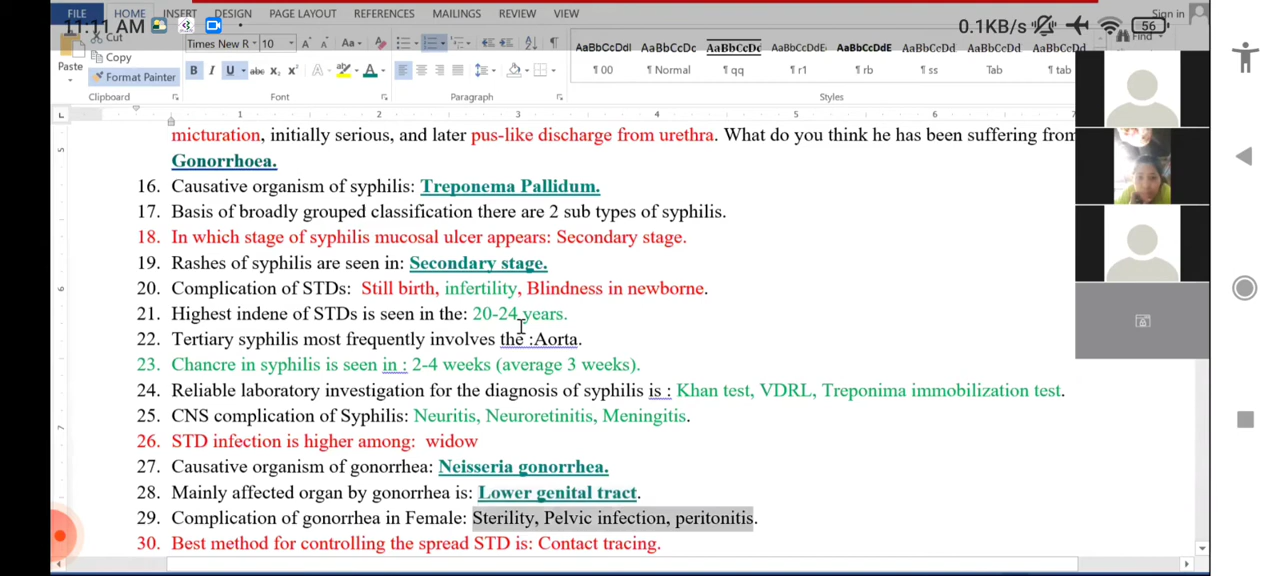 FILE HOME INSERT DESIGN PAGE LAYOUT REFERENCES MAILINGS REVIEW VIEW Sign in
11:11 AM 0.1KB/s 56
Cut
Copy
Paste Format Painter
Times New R 10 Aa
B I U abc X₂ X² A A
AaBbCcDdI AaBbCcDc AaBbCcDc AaBbCcDdE AaBbCcDdE AaBbCcDd AaBbCcDd AaBbCcDd Find
¶ 00 ¶ Normal ¶ qq ¶ r1 ¶ rb ¶ ss Tab ¶ tab
Clipboard Font Paragraph Styles
1 2 3 4 5 6 7
micturation, initially serious, and later pus-like discharge from urethra. What do you think he has been suffering from
Gonorrhoea.
16. Causative organism of syphilis: Treponema Pallidum.
17. Basis of broadly grouped classification there are 2 sub types of syphilis.
18. In which stage of syphilis mucosal ulcer appears: Secondary stage.
19. Rashes of syphilis are seen in: Secondary stage.
20. Complication of STDs: Still birth, infertility, Blindness in newborne.
21. Highest indene of STDs is seen in the: 20-24 years.
22. Tertiary syphilis most frequently involves the :Aorta.
23. Chancre in syphilis is seen in : 2-4 weeks (average 3 weeks).
24. Reliable laboratory investigation for the diagnosis of syphilis is : Khan test, VDRL, Treponima immobilization test.
25. CNS complication of Syphilis: Neuritis, Neuroretinitis, Meningitis.
26. STD infection is higher among: widow
27. Causative organism of gonorrhea: Neisseria gonorrhea.
28. Mainly affected organ by gonorrhea is: Lower genital tract.
29. Complication of gonorrhea in Female: Sterility, Pelvic infection, peritonitis.
30. Best method for controlling the spread STD is: Contact tracing.